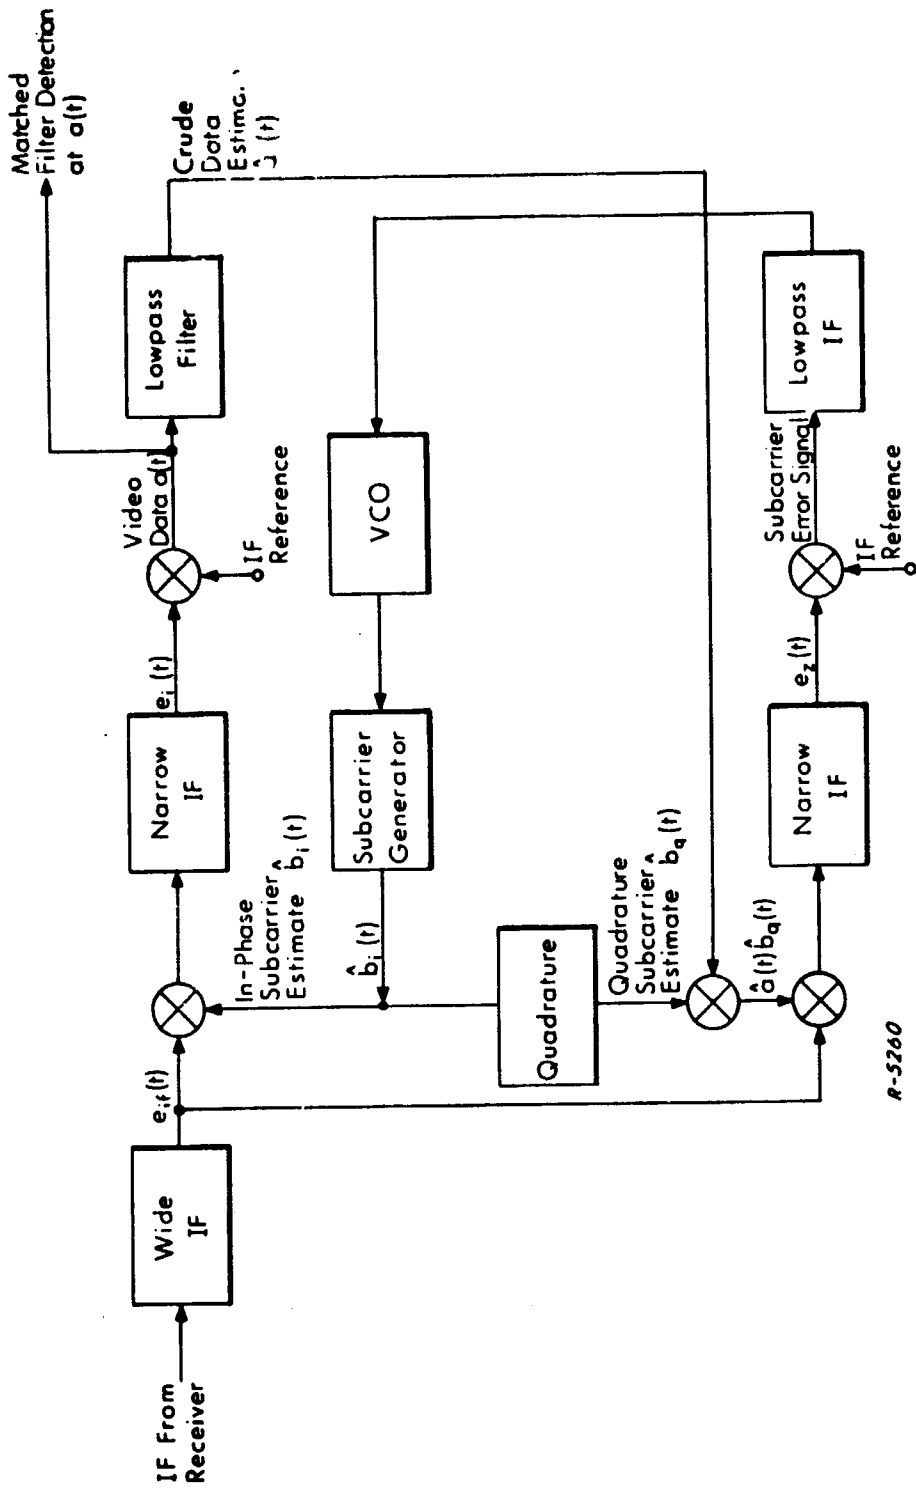 IF From
Receiver
Wide
IF
e_if(t)
In-Phase
Subcarrier
Estimate b̂_i(t)
Narrow
IF
e_i(t)
IF
Reference
Video
Data a(t)
Matched
Filter Detection
at a(t)
Lowpass
Filter
Crude
Data
(t)
VCO
Subcarrier
Generator
b̂_i(t)
Quadrature
Quadrature
Subcarrier
Estimate b̂_q(t)
â(t)b̂_q(t)
Narrow
IF
e_z(t)
IF
Reference
Subcarrier
Error Signal
Lowpass
IF
R-5260